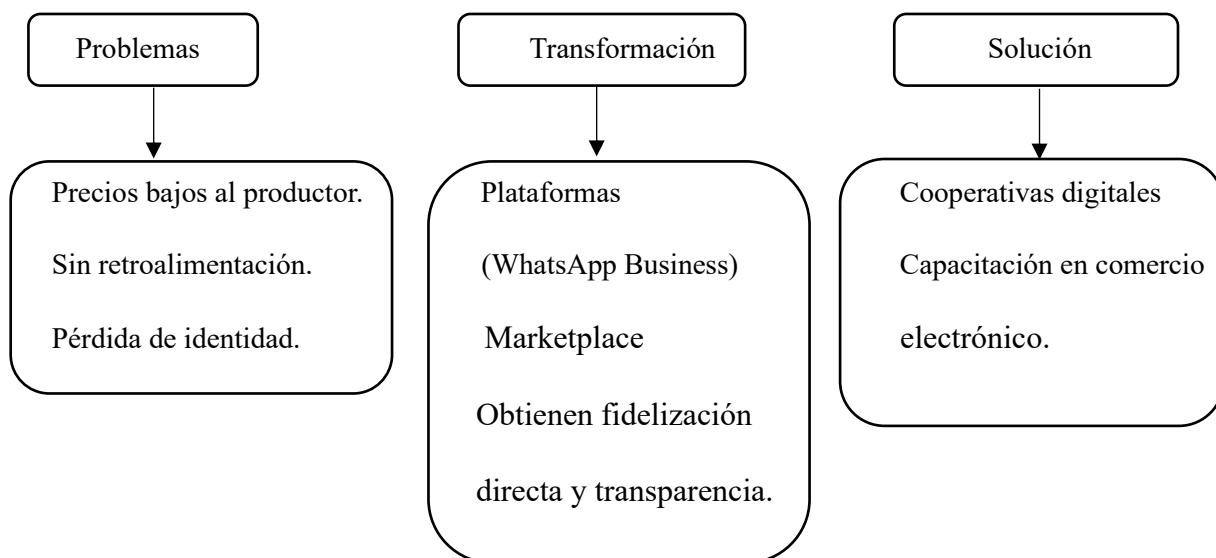 Problemas
Precios bajos al productor.
Sin retroalimentación.
Pérdida de identidad.
Transformación
Plataformas
(WhatsApp Business)
Marketplace
Obtienen fidelización
directa y transparencia.
Solución
Cooperativas digitales
Capacitación en comercio
electrónico.